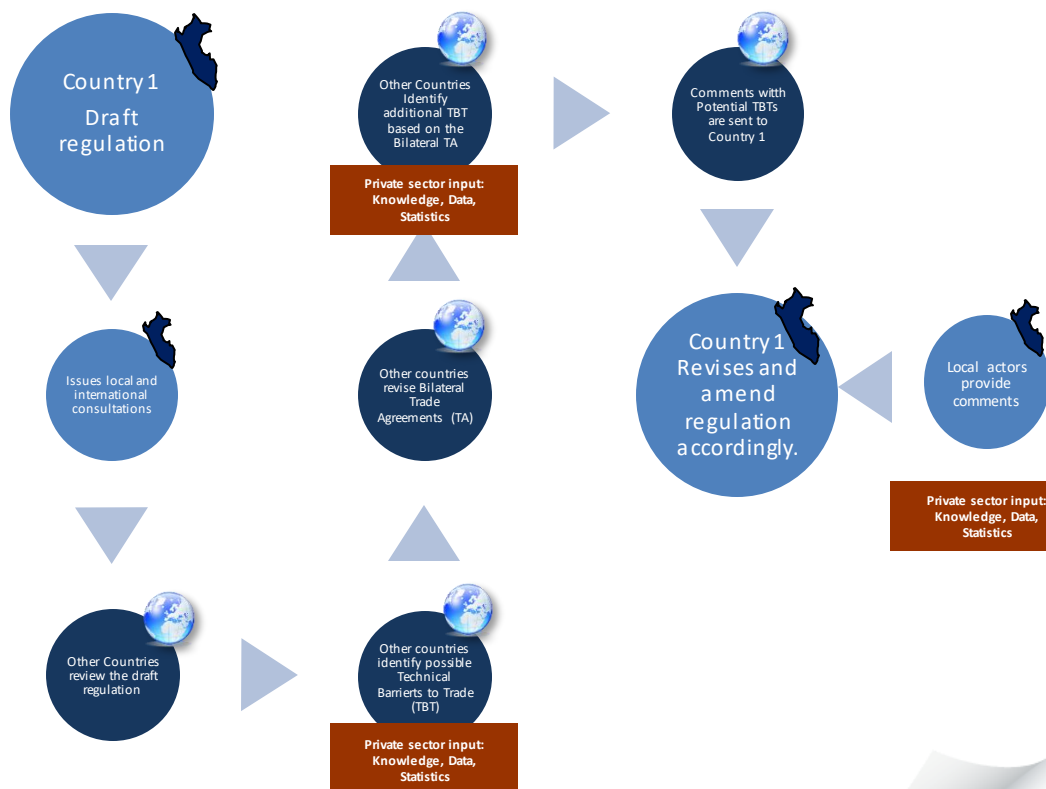 Country 1
Draft
regulation
Issues local and
international
consultations
Other Countries
review the draft
regulation
Other countries
identify possible
Technical
Barrierts to Trade
(TBT)
Private sector input:
Knowledge, Data,
Statistics
Other countries
revise Bilateral
Trade
Agreements (TA)
Other Countries
Identify
additional TBT
based on the
Bilateral TA
Private sector input:
Knowledge, Data,
Statistics
Comments witth
Potential TBTs
are sent to
Country 1
Country 1
Revises and
amend
regulation
accordingly.
Local actors
provide
comments
Private sector input:
Knowledge, Data,
Statistics